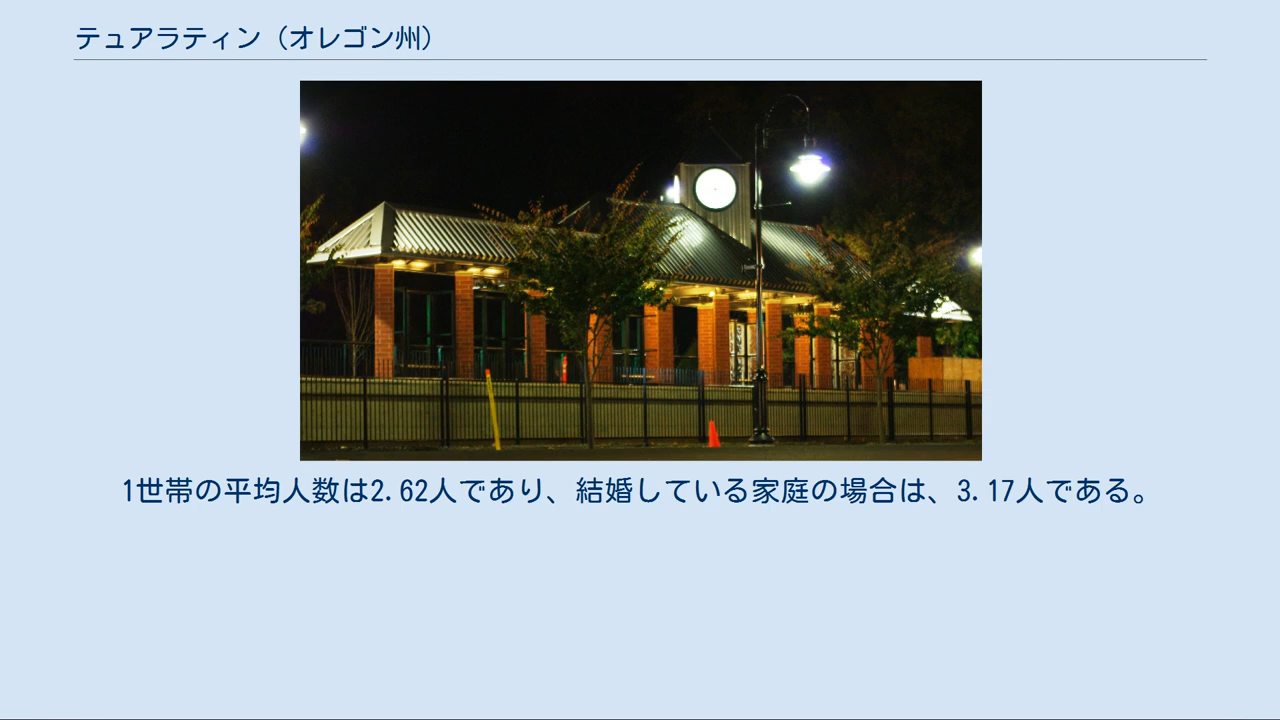 テュアラティン（オレゴン州）
1世帯の平均人数は2.62人であり、結婚している家庭の場合は、3.17人である。